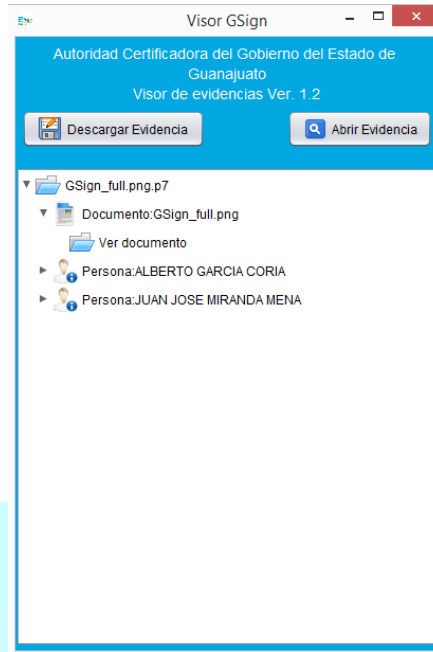 Visor GSign
Autoridad Certificadora del Gobierno del Estado de
Guanajuato
Visor de evidencias Ver. 1.2
Descargar Evidencia
Abrir Evidencia
GSign_full.png.p7
Documento:GSign_full.png
Ver documento
Persona:ALBERTO GARCIA CORIA
Persona:JUAN JOSE MIRANDA MENA